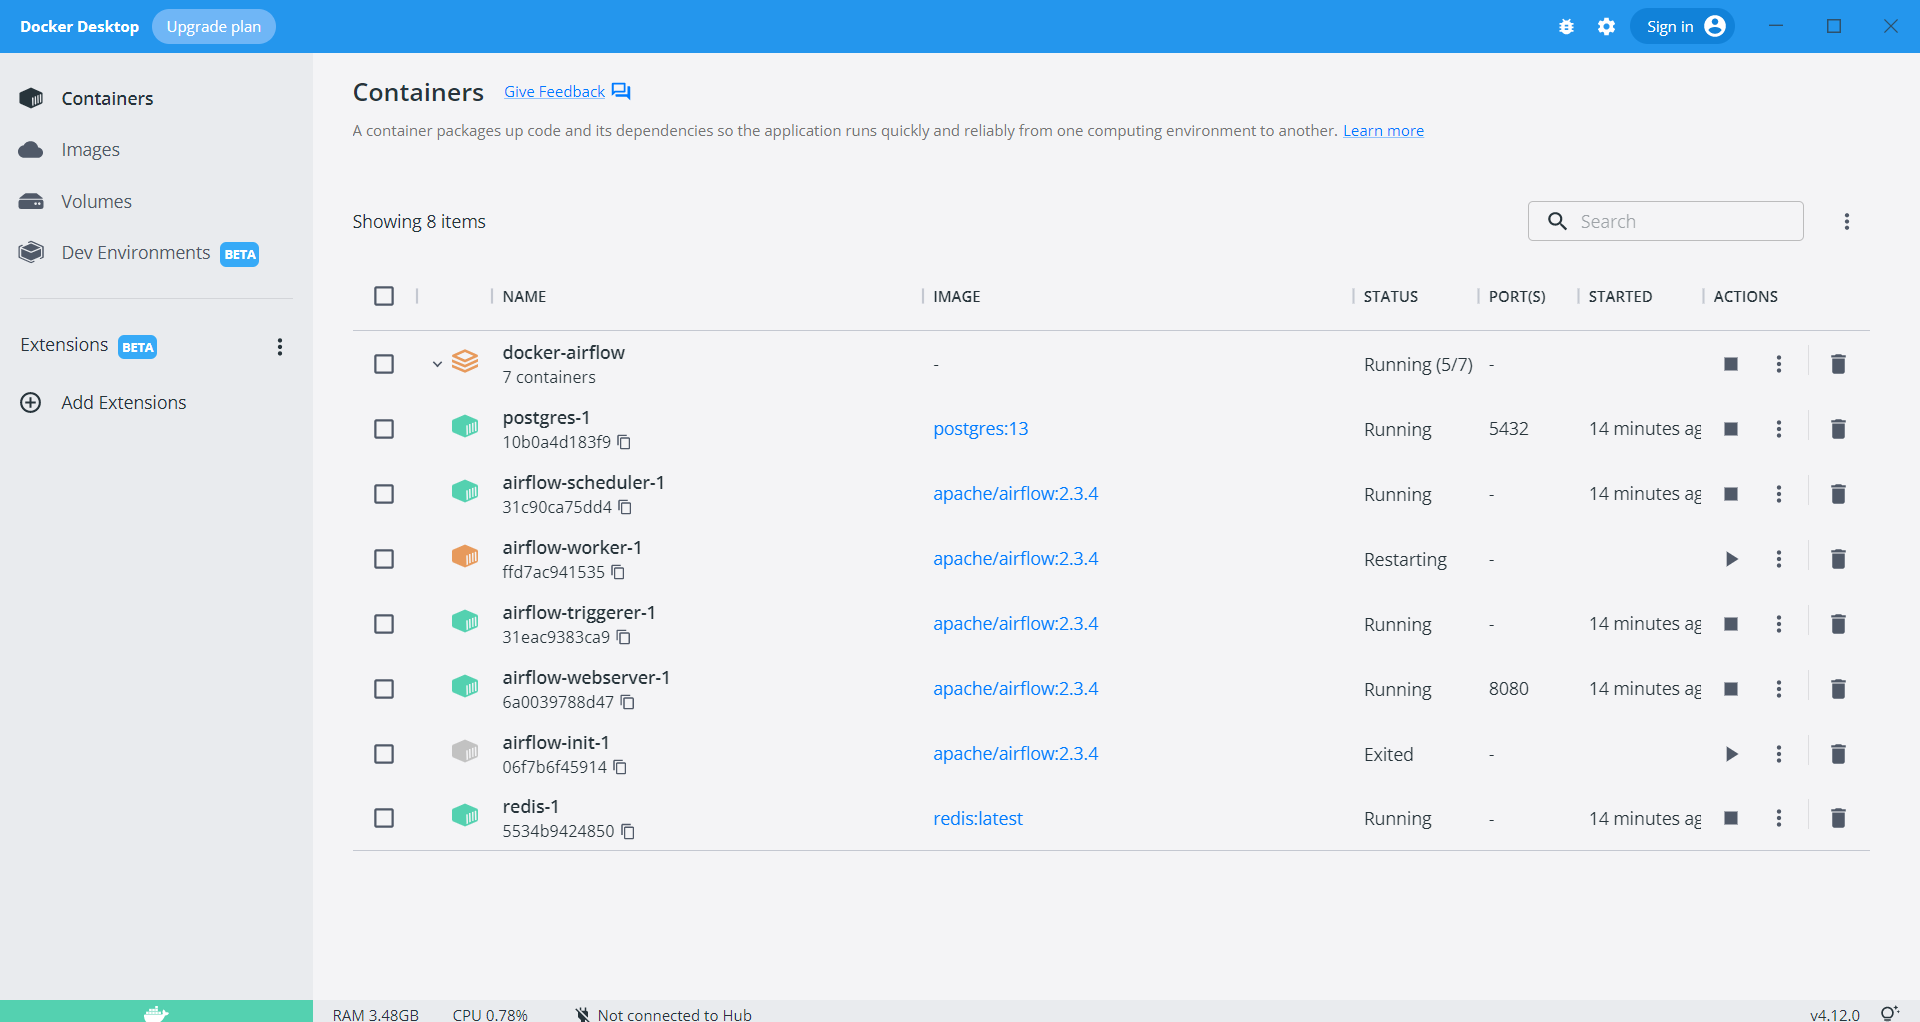 Docker Desktop Upgrade plan Sign in
Containers
Images
Volumes
Dev Environments BETA
Extensions BETA
Add Extensions
Containers Give Feedback
A container packages up code and its dependencies so the application runs quickly and reliably from one computing environment to another. Learn more
Showing 8 items Search
NAME IMAGE STATUS PORT(S) STARTED ACTIONS
docker-airflow
7 containers - Running (5/7) -
postgres-1
10b0a4d183f9 postgres:13 Running 5432 14 minutes ag
airflow-scheduler-1
31c90ca75dd4 apache/airflow:2.3.4 Running - 14 minutes ag
airflow-worker-1
ffd7ac941535 apache/airflow:2.3.4 Restarting -
airflow-triggerer-1
31eac9383ca9 apache/airflow:2.3.4 Running - 14 minutes ag
airflow-webserver-1
6a0039788d47 apache/airflow:2.3.4 Running 8080 14 minutes ag
airflow-init-1
06f7b6f45914 apache/airflow:2.3.4 Exited -
redis-1
5534b9424850 redis:latest Running - 14 minutes ag
RAM 3.48GB CPU 0.78% Not connected to Hub v4.12.0